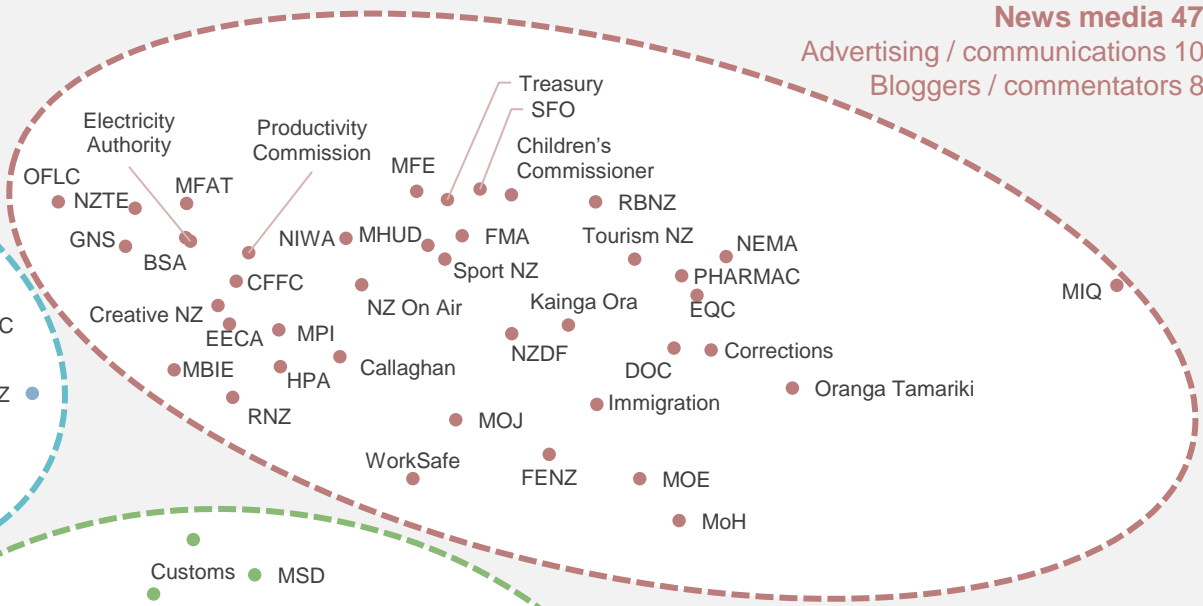 News media 47
Advertising / communications 10
Bloggers / commentators 8
Treasury
SFO
Electricity
Authority
Productivity
Commission
Children's
Commissioner
MFE
OFLC
NZTE
MFAT
RBNZ
GNS
BSA
NIWA
MHUD
FMA
Tourism NZ
NEMA
Sport NZ
PHARMAC
CFFC
NZ On Air
Kainga Ora
EQC
MIQ
Creative NZ
EECA
MPI
NZDF
C
MBIE
HPA
Callaghan
DOC
Corrections
Z
RNZ
Immigration
Oranga Tamariki
MOJ
WorkSafe
FENZ
MOE
MoH
Customs
MSD